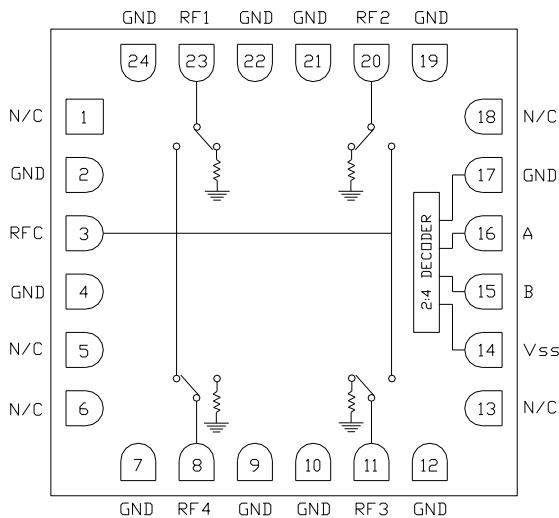 GND RF1 GND GND RF2 GND
24 23 22 21 20 19
N/C 1 18 N/C
GND 2 17 GND
RFC 3 16 A
GND 4 15 B
N/C 5 14 Vss
N/C 6 13 N/C
2:4 DECODER
7 8 9 10 11 12
GND RF4 GND GND RF3 GND